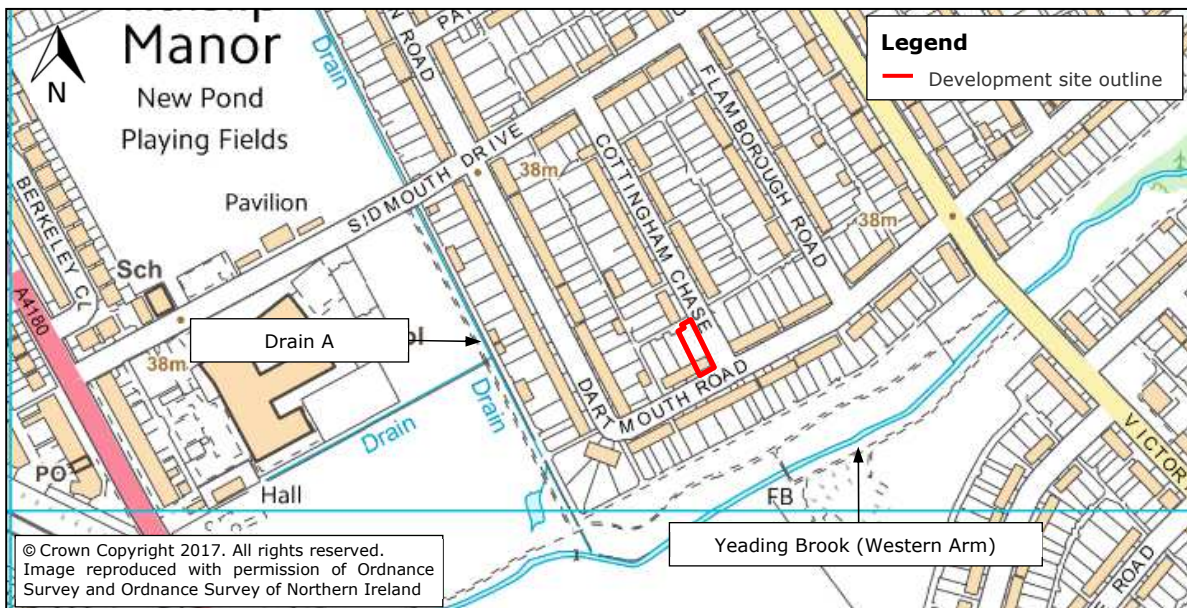 Manor
New Pond
Playing Fields
N
Drain
ROAD
Legend
Development site outline
SIDMOUTH DRIVE
38m
COTTINGHAM CHASE
FLAMBOROUGH ROAD
38m
BERKELEY CL
Pavilion
Sch
A4180
38m
Drain A
Drain
Drain
DARTMOUTH ROAD
PO
Hall
FB
Yeading Brook (Western Arm)
ROAD
© Crown Copyright 2017. All rights reserved.
Image reproduced with permission of Ordnance
Survey and Ordnance Survey of Northern Ireland